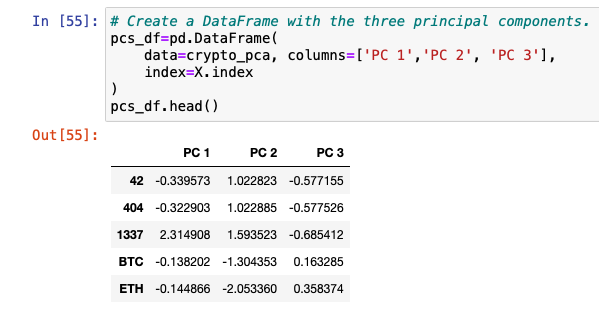 In [55]: # Create a DataFrame with the three principal components.
pcs_df=pd.DataFrame(
data=crypto_pca, columns=['PC 1','PC 2', 'PC 3'],
index=X.index
)
pcs_df.head()
Out[55]:
PC 1 PC 2 PC 3
42 -0.339573 1.022823 -0.577155
404 -0.322903 1.022885 -0.577526
1337 2.314908 1.593523 -0.685412
BTC -0.138202 -1.304353 0.163285
ETH -0.144866 -2.053360 0.358374